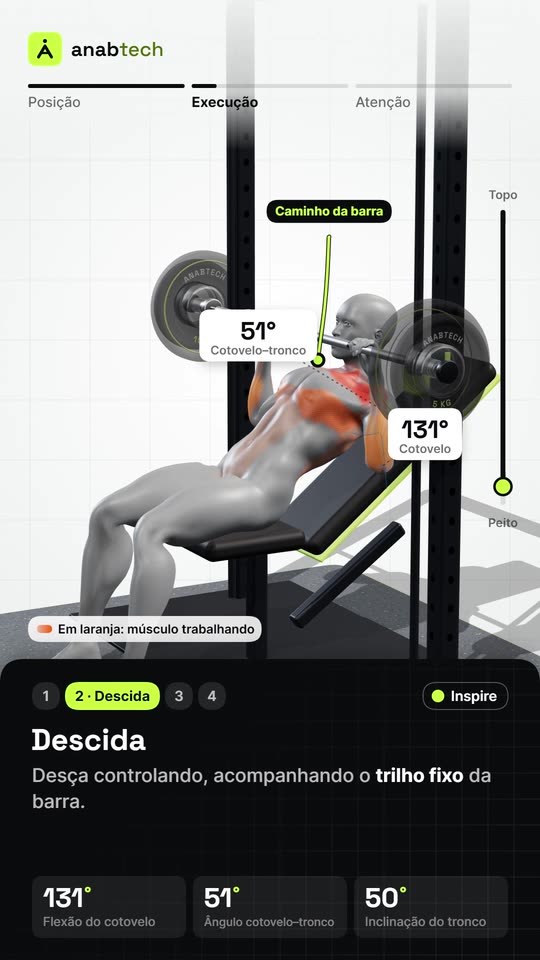 anabtech
Posição
Execução
Atenção
Topo
Caminho da barra
ANABTECH
51°
Cotovelo–tronco
ANABTECH
5 KG
131°
Cotovelo
Peito
Em laranja: músculo trabalhando
1
2 · Descida
3
4
Inspire
Descida
Desça controlando, acompanhando o trilho fixo da
barra.
131°
Flexão do cotovelo
51°
Ângulo cotovelo–tronco
50°
Inclinação do tronco